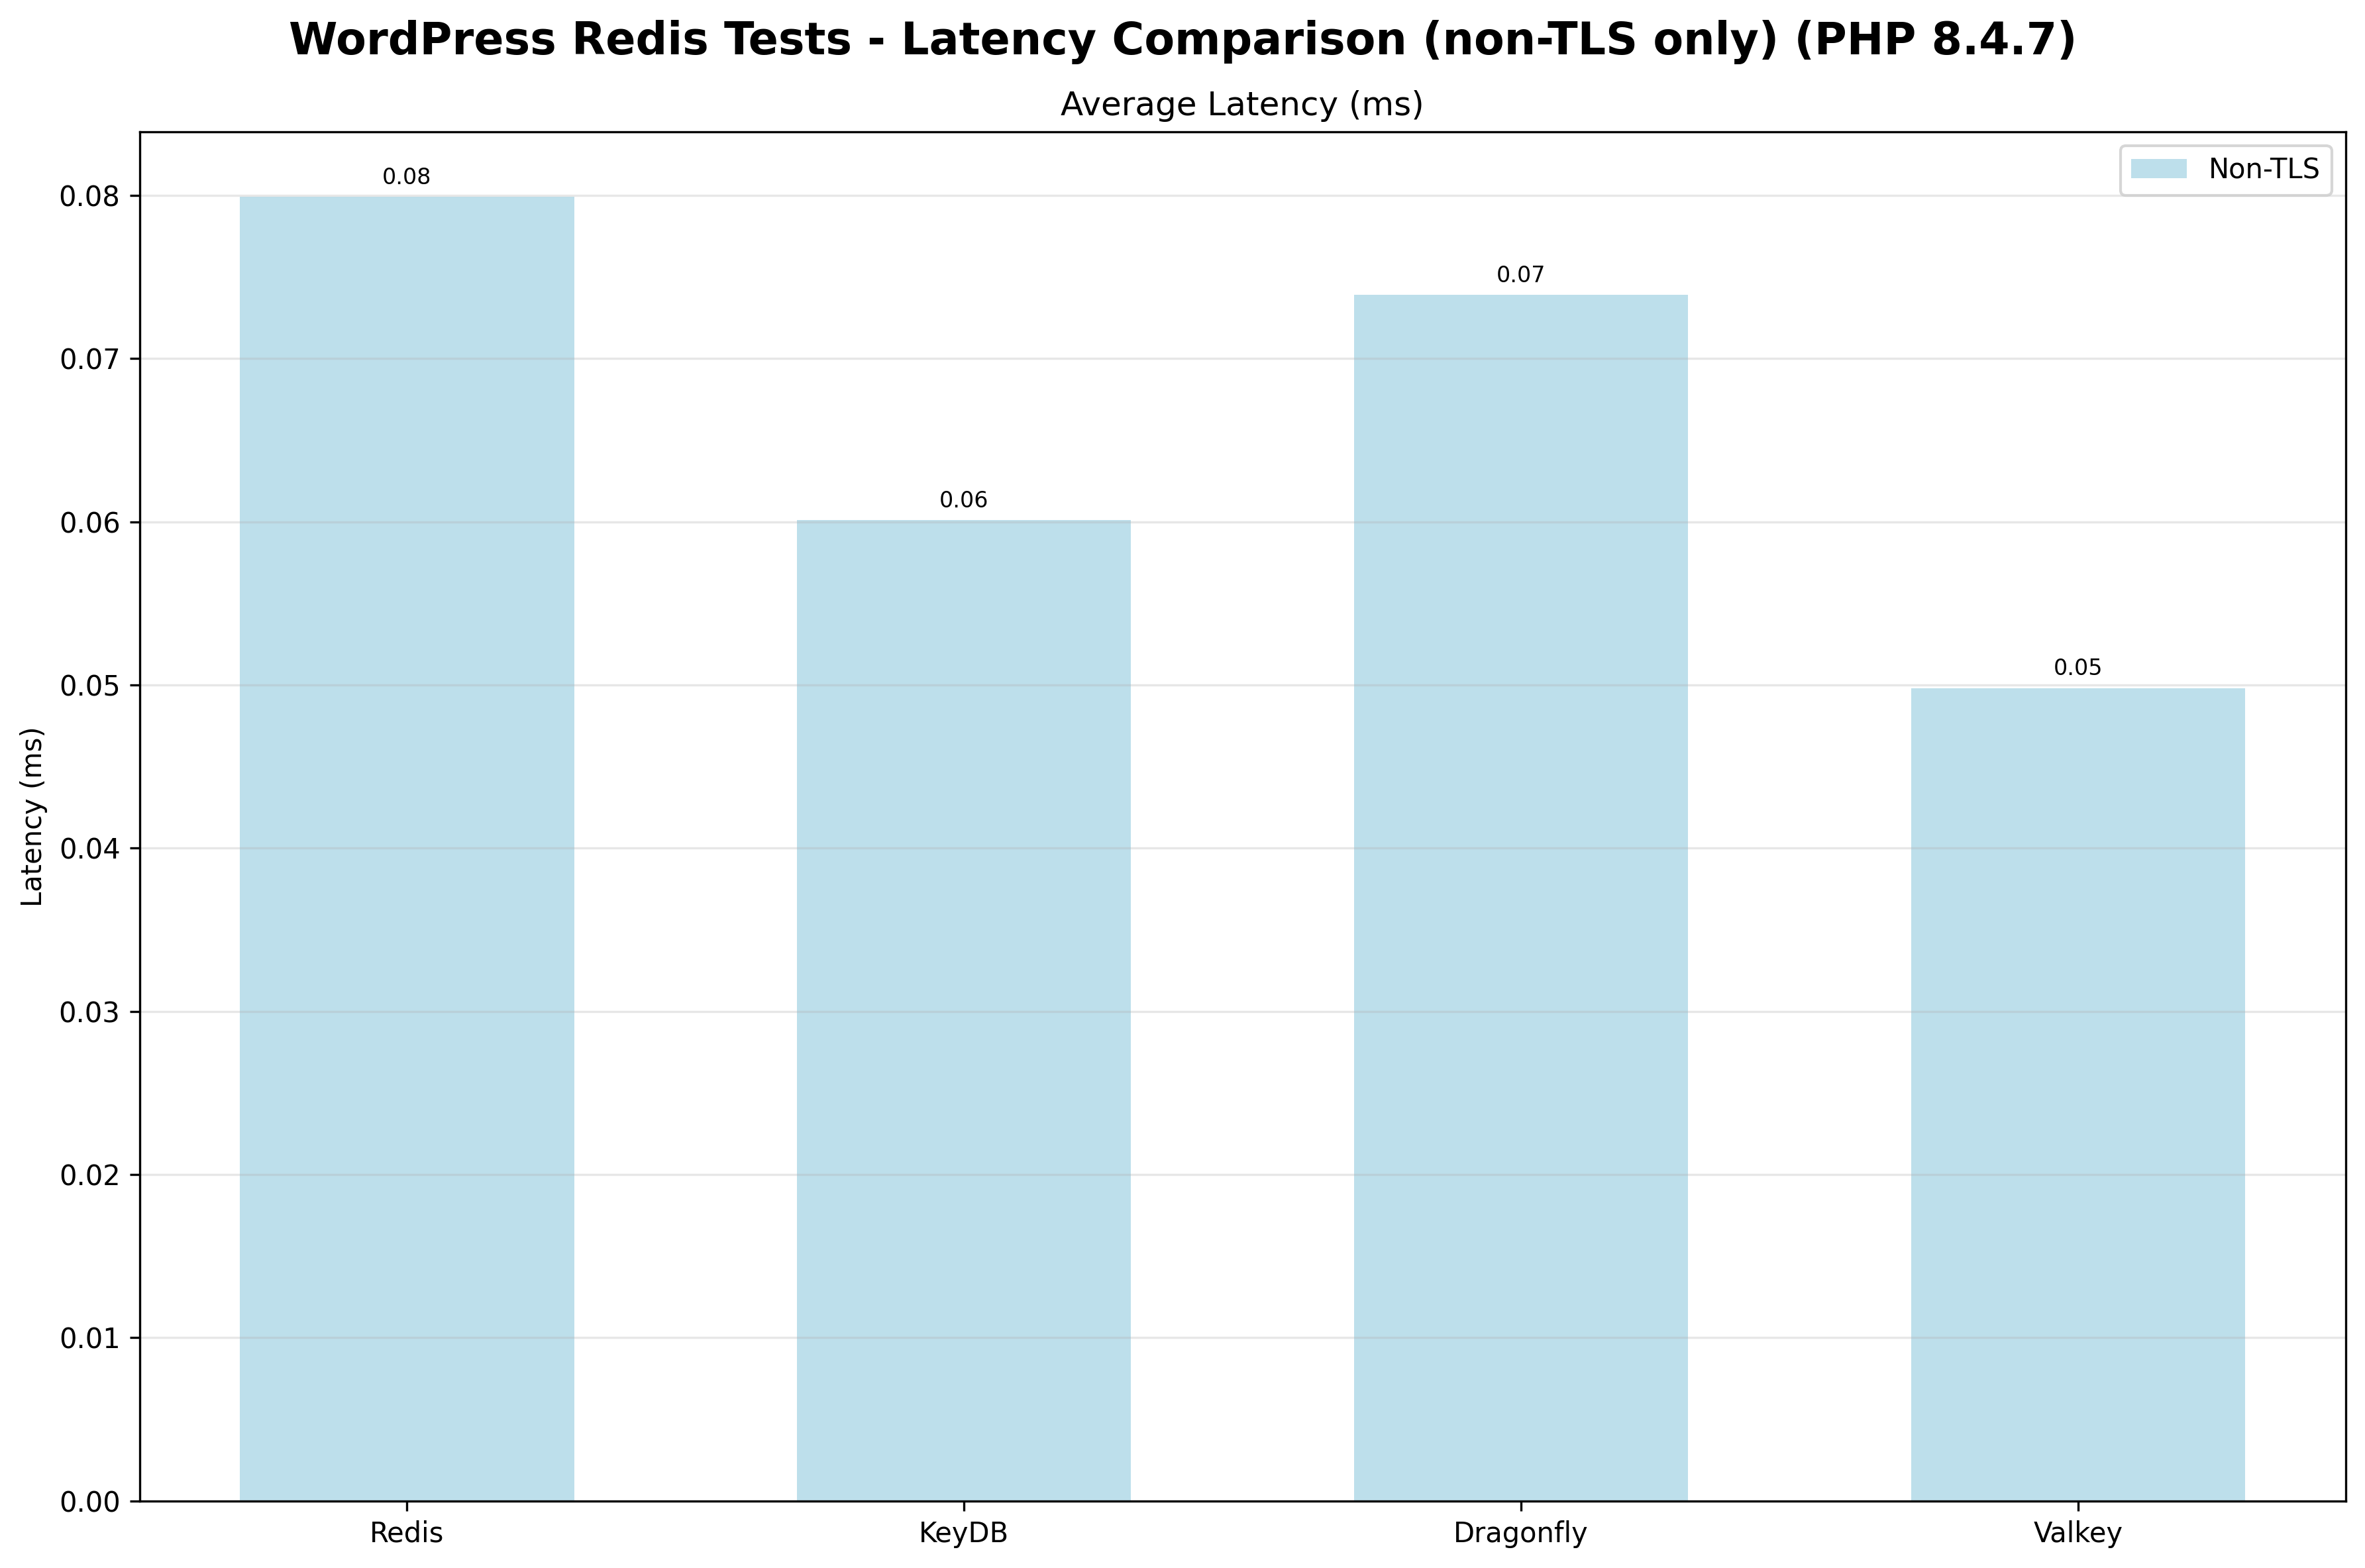 WordPress Redis Tests - Latency Comparison (non-TLS only) (PHP 8.4.7)
Average Latency (ms)
Non-TLS
0.08
0.06
0.07
0.05
Latency (ms)
0.08
0.07
0.06
0.05
0.04
0.03
0.02
0.01
0.00
Redis
KeyDB
Dragonfly
Valkey